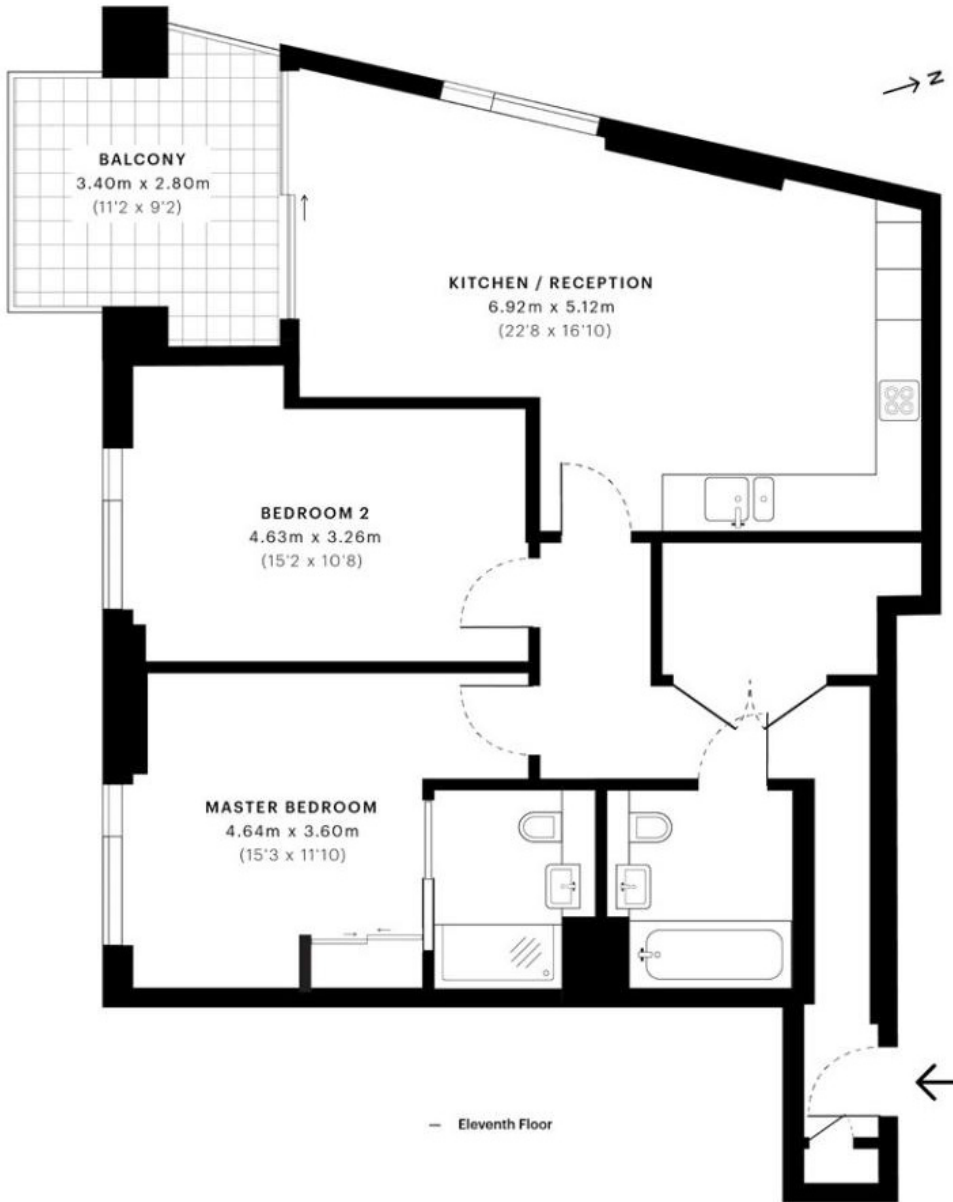 N
BALCONY
3.40m x 2.80m
(11'2 x 9'2)
KITCHEN / RECEPTION
6.92m x 5.12m
(22'8 x 16'10)
BEDROOM 2
4.63m x 3.26m
(15'2 x 10'8)
MASTER BEDROOM
4.64m x 3.60m
(15'3 x 11'10)
— Eleventh Floor